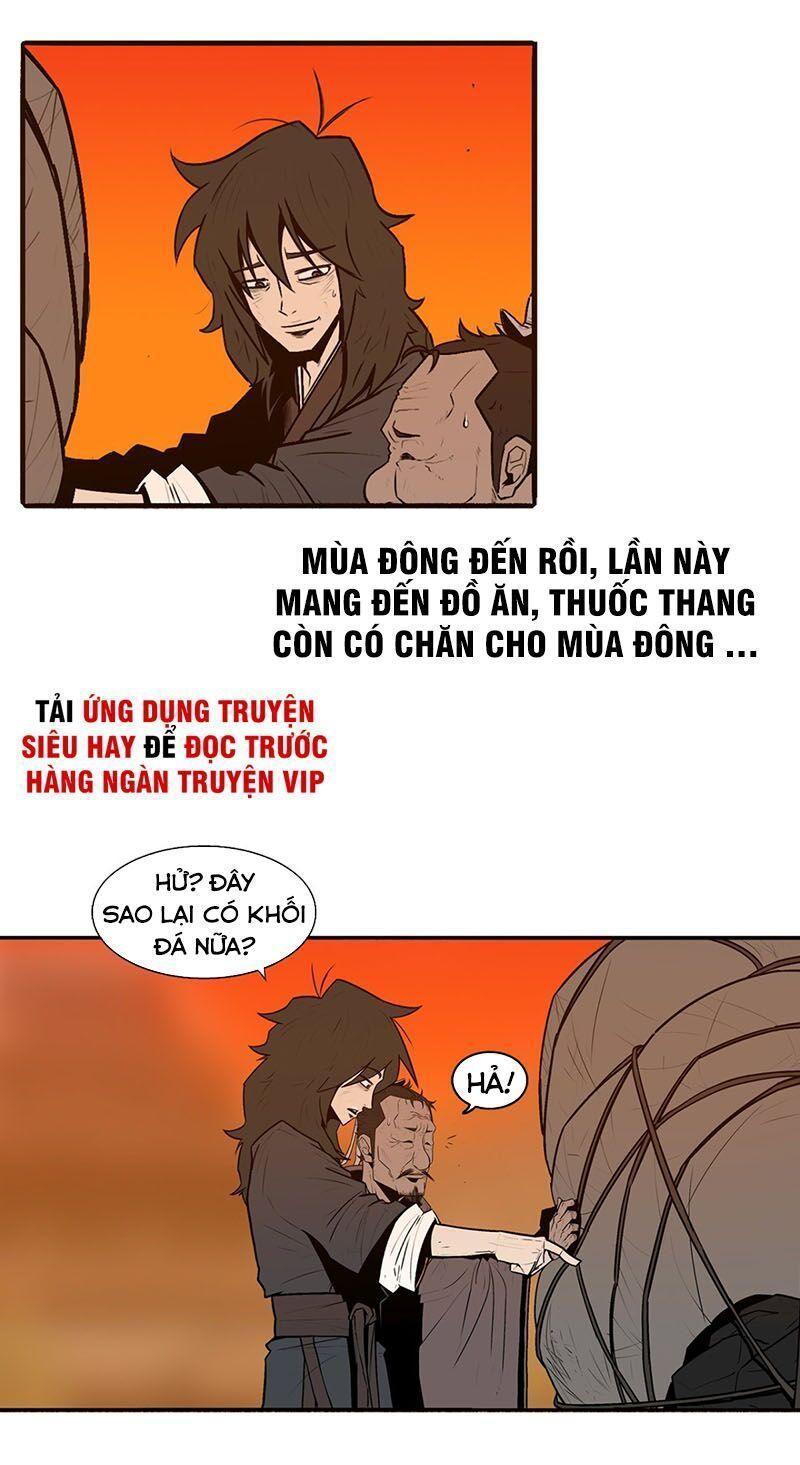 MÙA ĐÔNG ĐẾN RỒI, LẦN NÀY
MANG ĐẾN ĐỒ ĂN, THUỐC THANG
CÒN CÓ CHĂN CHO MÙA ĐÔNG ...
TẢI ỨNG DỤNG TRUYỆN
SIÊU HAY ĐỂ ĐỌC TRƯỚC
HÀNG NGÀN TRUYỆN VIP
HỬ? ĐÂY
SAO LẠI CÓ KHỐI
ĐÁ NỮA?
HẢ!